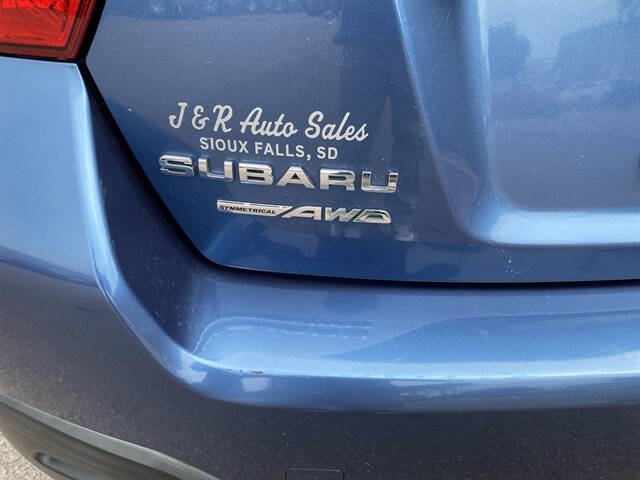 J & R Auto Sales
SIOUX FALLS, SD
SUBARU
SYMMETRICAL AWD